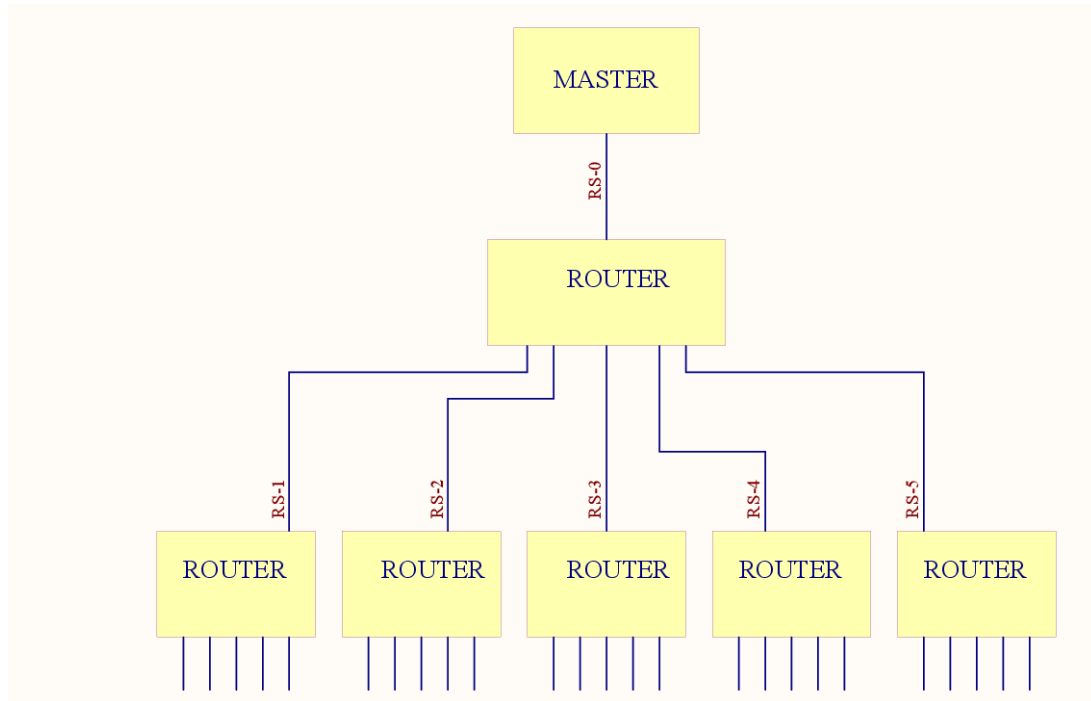 MASTER
RS-0
ROUTER
RS-1
RS-2
RS-3
RS-4
RS-5
ROUTER
ROUTER
ROUTER
ROUTER
ROUTER